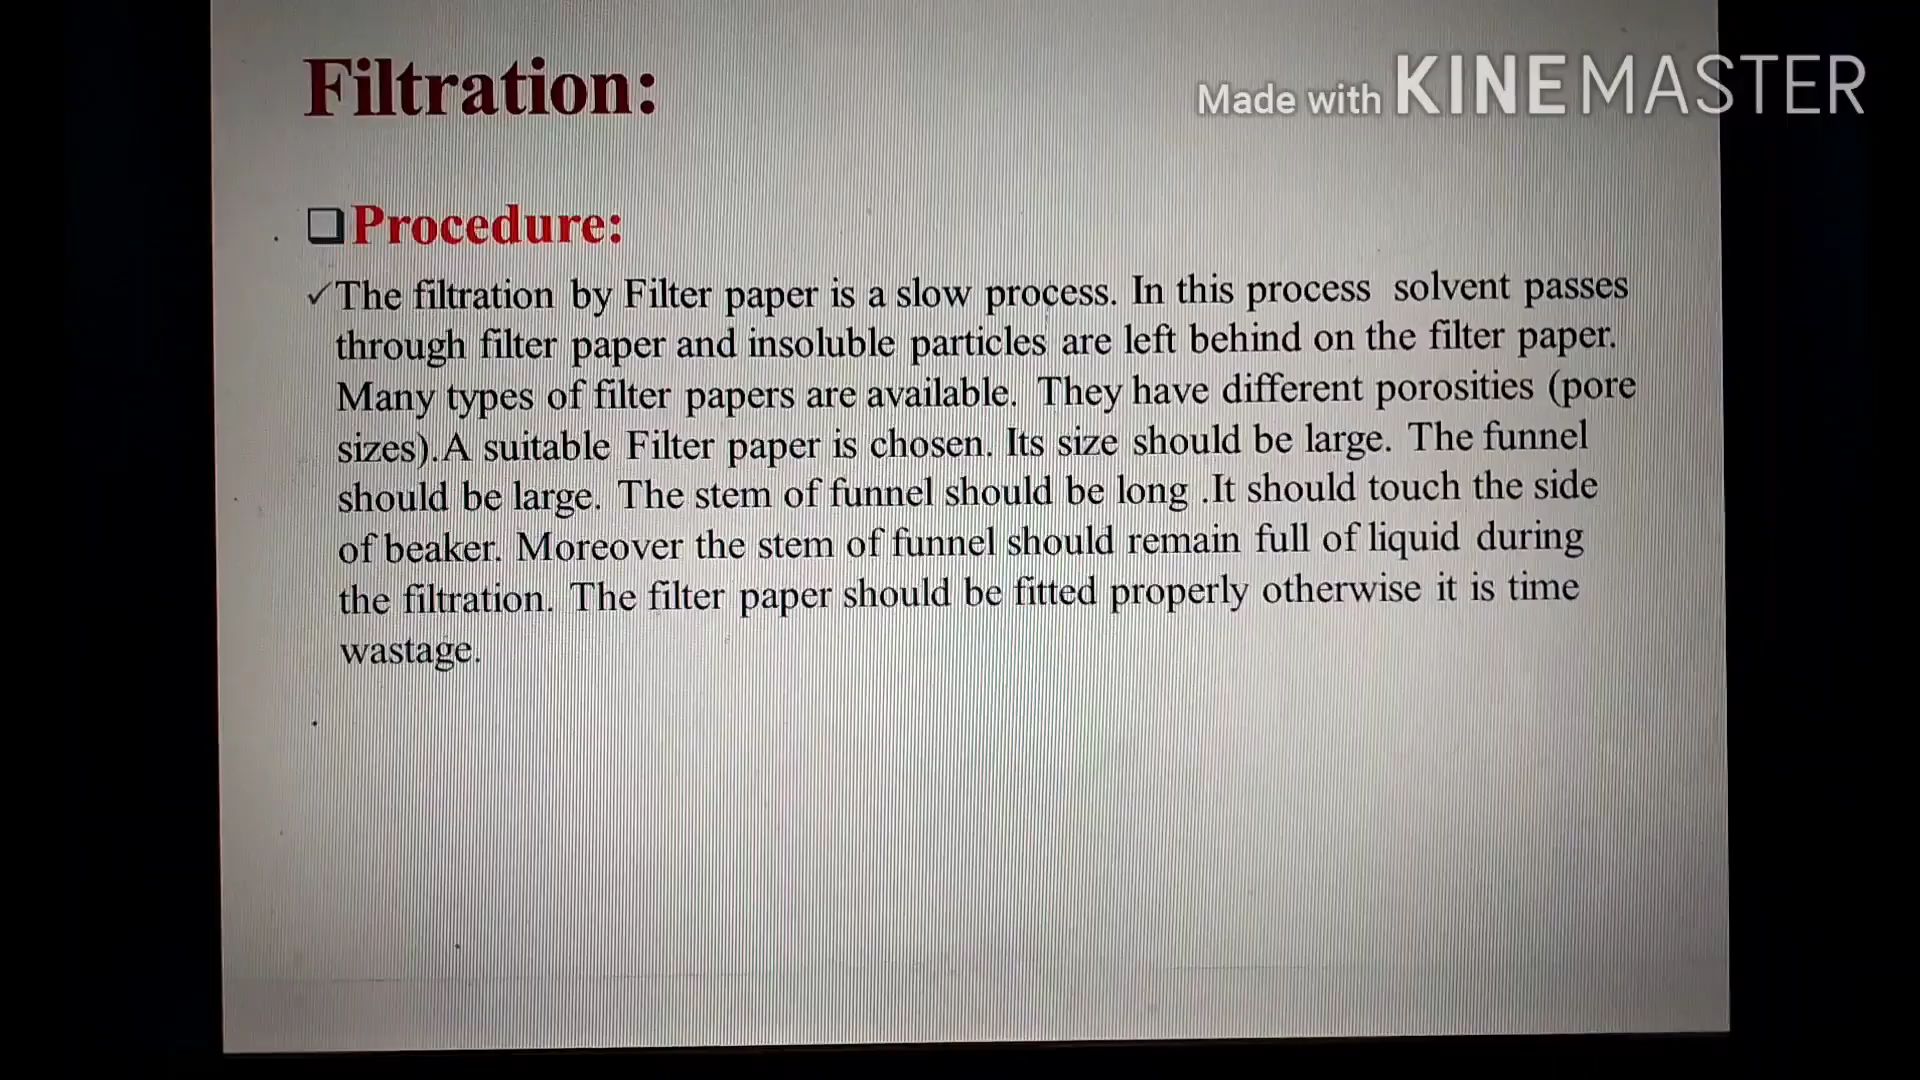 Filtration:
Made with KINEMASTER
❑Procedure:
✓The filtration by Filter paper is a slow process. In this process solvent passes
through filter paper and insoluble particles are left behind on the filter paper.
Many types of filter papers are available. They have different porosities (pore
sizes).A suitable Filter paper is chosen. Its size should be large. The funnel
should be large. The stem of funnel should be long .It should touch the side
of beaker. Moreover the stem of funnel should remain full of liquid during
the filtration. The filter paper should be fitted properly otherwise it is time
wastage.